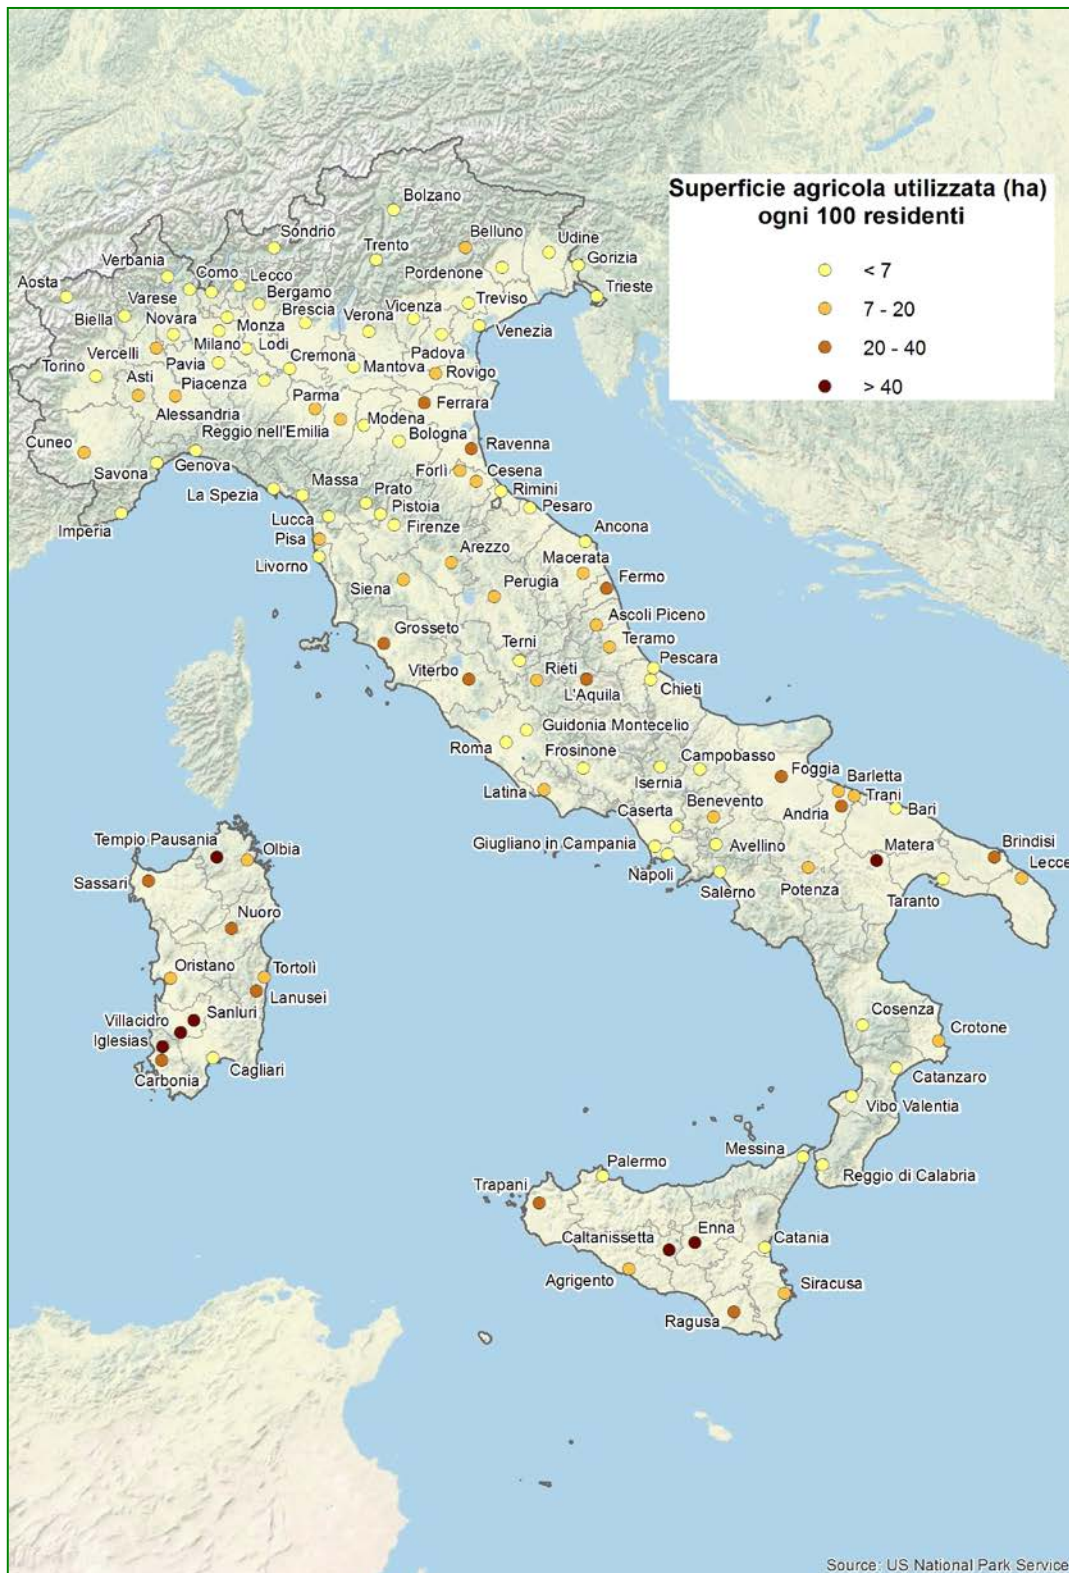 Superficie agricola utilizzata (ha)
ogni 100 residenti
< 7
7 - 20
20 - 40
> 40
Bolzano
Sondrio
Belluno
Udine
Trento
Verbania
Gorizia
Pordenone
Como
Lecco
Aosta
Varese
Bergamo
Trieste
Vicenza
Treviso
Biella
Brescia
Novara
Monza
Verona
Venezia
Milano
Lodi
Vercelli
Padova
Cremona
Pavia
Torino
Mantova
Rovigo
Asti
Piacenza
Parma
Ferrara
Alessandria
Modena
Reggio nell'Emilia
Bologna
Cuneo
Ravenna
Genova
Savona
Forlì
Cesena
Massa
La Spezia
Rimini
Prato
Pistoia
Pesaro
Lucca
Firenze
Imperia
Ancona
Pisa
Arezzo
Macerata
Livorno
Fermo
Siena
Perugia
Ascoli Piceno
Grosseto
Terni
Teramo
Pescara
Viterbo
Rieti
L'Aquila
Chieti
Guidonia Montecelio
Roma
Frosinone
Campobasso
Isernia
Foggia
Barletta
Latina
Trani
Benevento
Caserta
Andria
Bari
Tempio Pausania
Giugliano in Campania
Avellino
Matera
Brindisi
Olbia
Napoli
Lecce
Sassari
Salerno
Potenza
Taranto
Nuoro
Oristano
Tortolì
Lanusei
Sanluri
Villacidro
Cosenza
Iglesias
Crotone
Cagliari
Carbonia
Catanzaro
Vibo Valentia
Messina
Palermo
Reggio di Calabria
Trapani
Enna
Caltanissetta
Catania
Agrigento
Siracusa
Ragusa
Source: US National Park Service